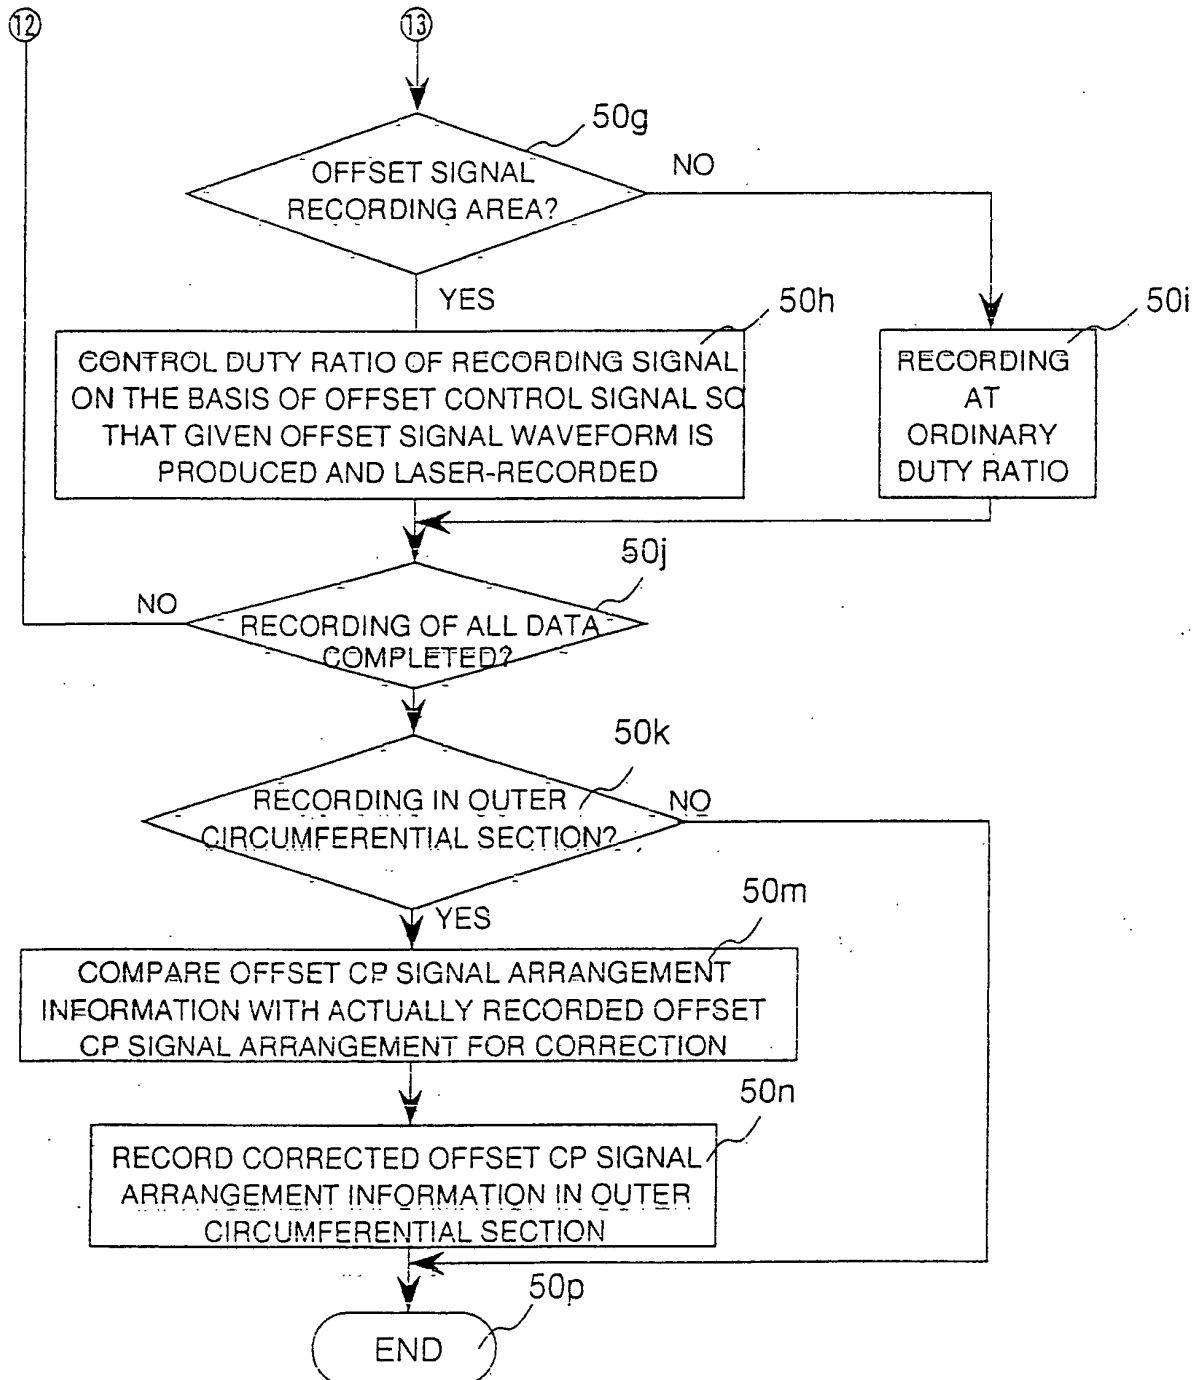 12
13
50g
OFFSET SIGNAL
RECORDING AREA?
NO
YES
50h
50i
CONTROL DUTY RATIO OF RECORDING SIGNAL
ON THE BASIS OF OFFSET CONTROL SIGNAL SO
THAT GIVEN OFFSET SIGNAL WAVEFORM IS
PRODUCED AND LASER-RECORDED
RECORDING
AT
ORDINARY
DUTY RATIO
50j
NO
RECORDING OF ALL DATA
COMPLETED?
50k
RECORDING IN OUTER
CIRCUMFERENTIAL SECTION?
NO
YES
50m
COMPARE OFFSET CP SIGNAL ARRANGEMENT
INFORMATION WITH ACTUALLY RECORDED OFFSET
CP SIGNAL ARRANGEMENT FOR CORRECTION
50n
RECORD CORRECTED OFFSET CP SIGNAL
ARRANGEMENT INFORMATION IN OUTER
CIRCUMFERENTIAL SECTION
50p
END